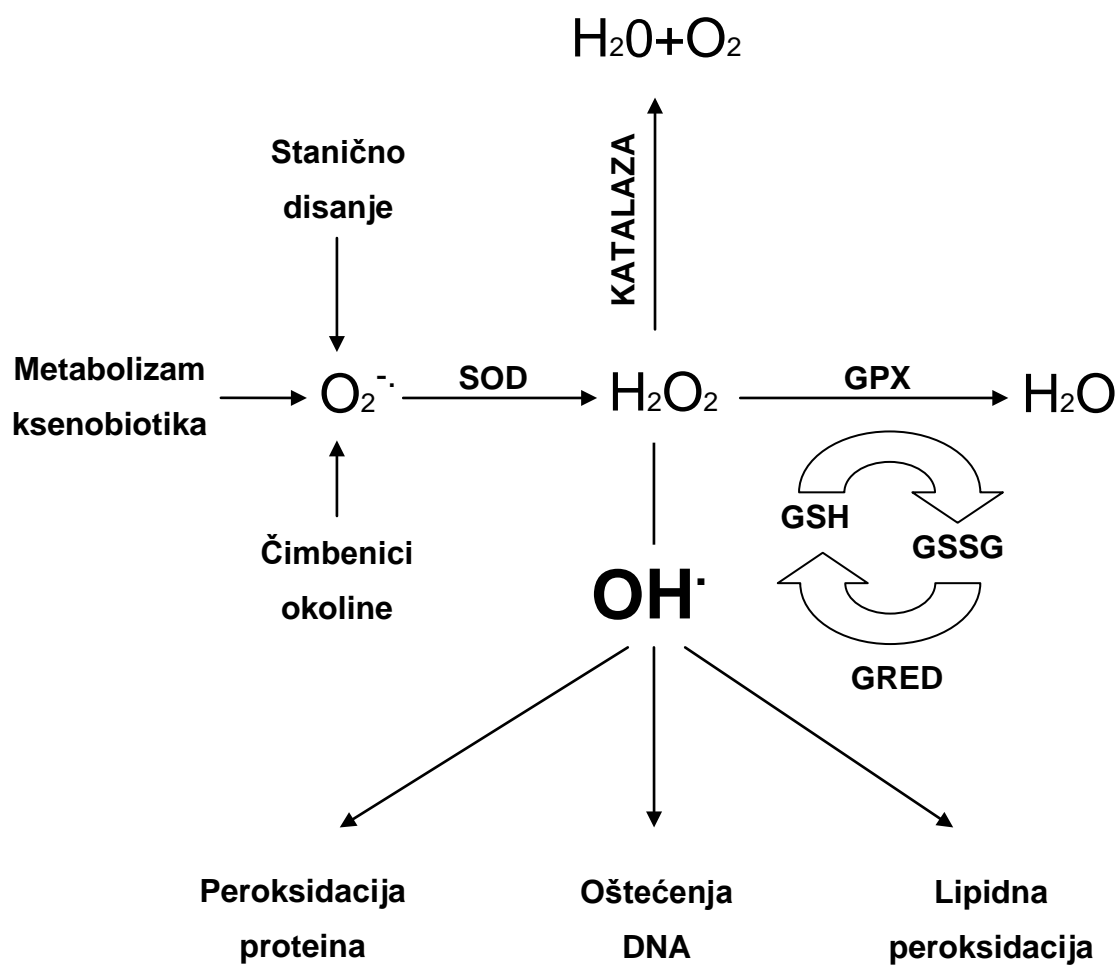 H₂0+O₂
Stanično
disanje
KATALAZA
Metabolizam
ksenobiotika
O₂⁻·
SOD
H₂O₂
GPX
H₂O
GSH
GSSG
Čimbenici
okoline
OH·
GRED
Peroksidacija
proteina
Oštećenja
DNA
Lipidna
peroksidacija